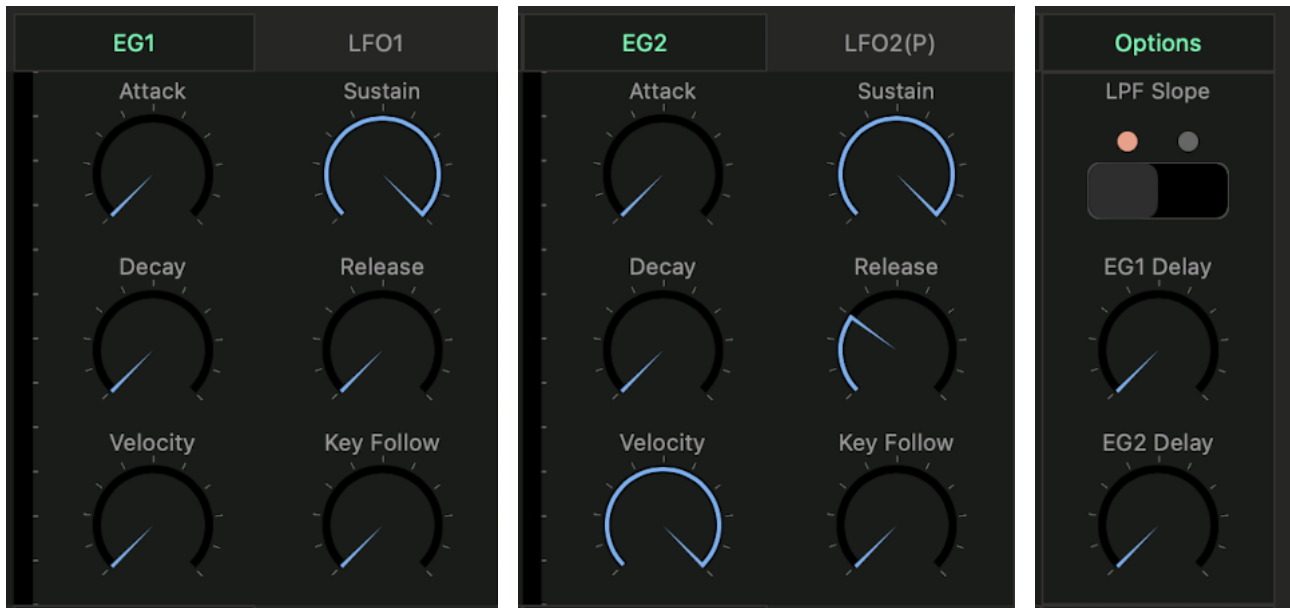 EG1 LFO1
Attack Sustain
Decay Release
Velocity Key Follow
EG2 LFO2(P)
Attack Sustain
Decay Release
Velocity Key Follow
Options
LPF Slope
EG1 Delay
EG2 Delay